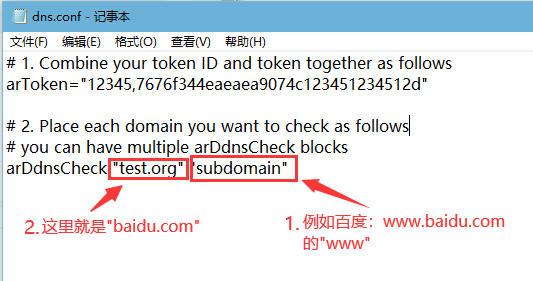 dns.conf - 记事本
文件(F) 编辑(E) 格式(O) 查看(V) 帮助(H)
# 1. Combine your token ID and token together as follows
arToken="12345,7676f344eaeaea9074c123451234512d"
# 2. Place each domain you want to check as follows
# you can have multiple arDdnsCheck blocks
arDdnsCheck "test.org" "subdomain"
2. 这里就是"baidu.com"
1. 例如百度：www.baidu.com
的"www"